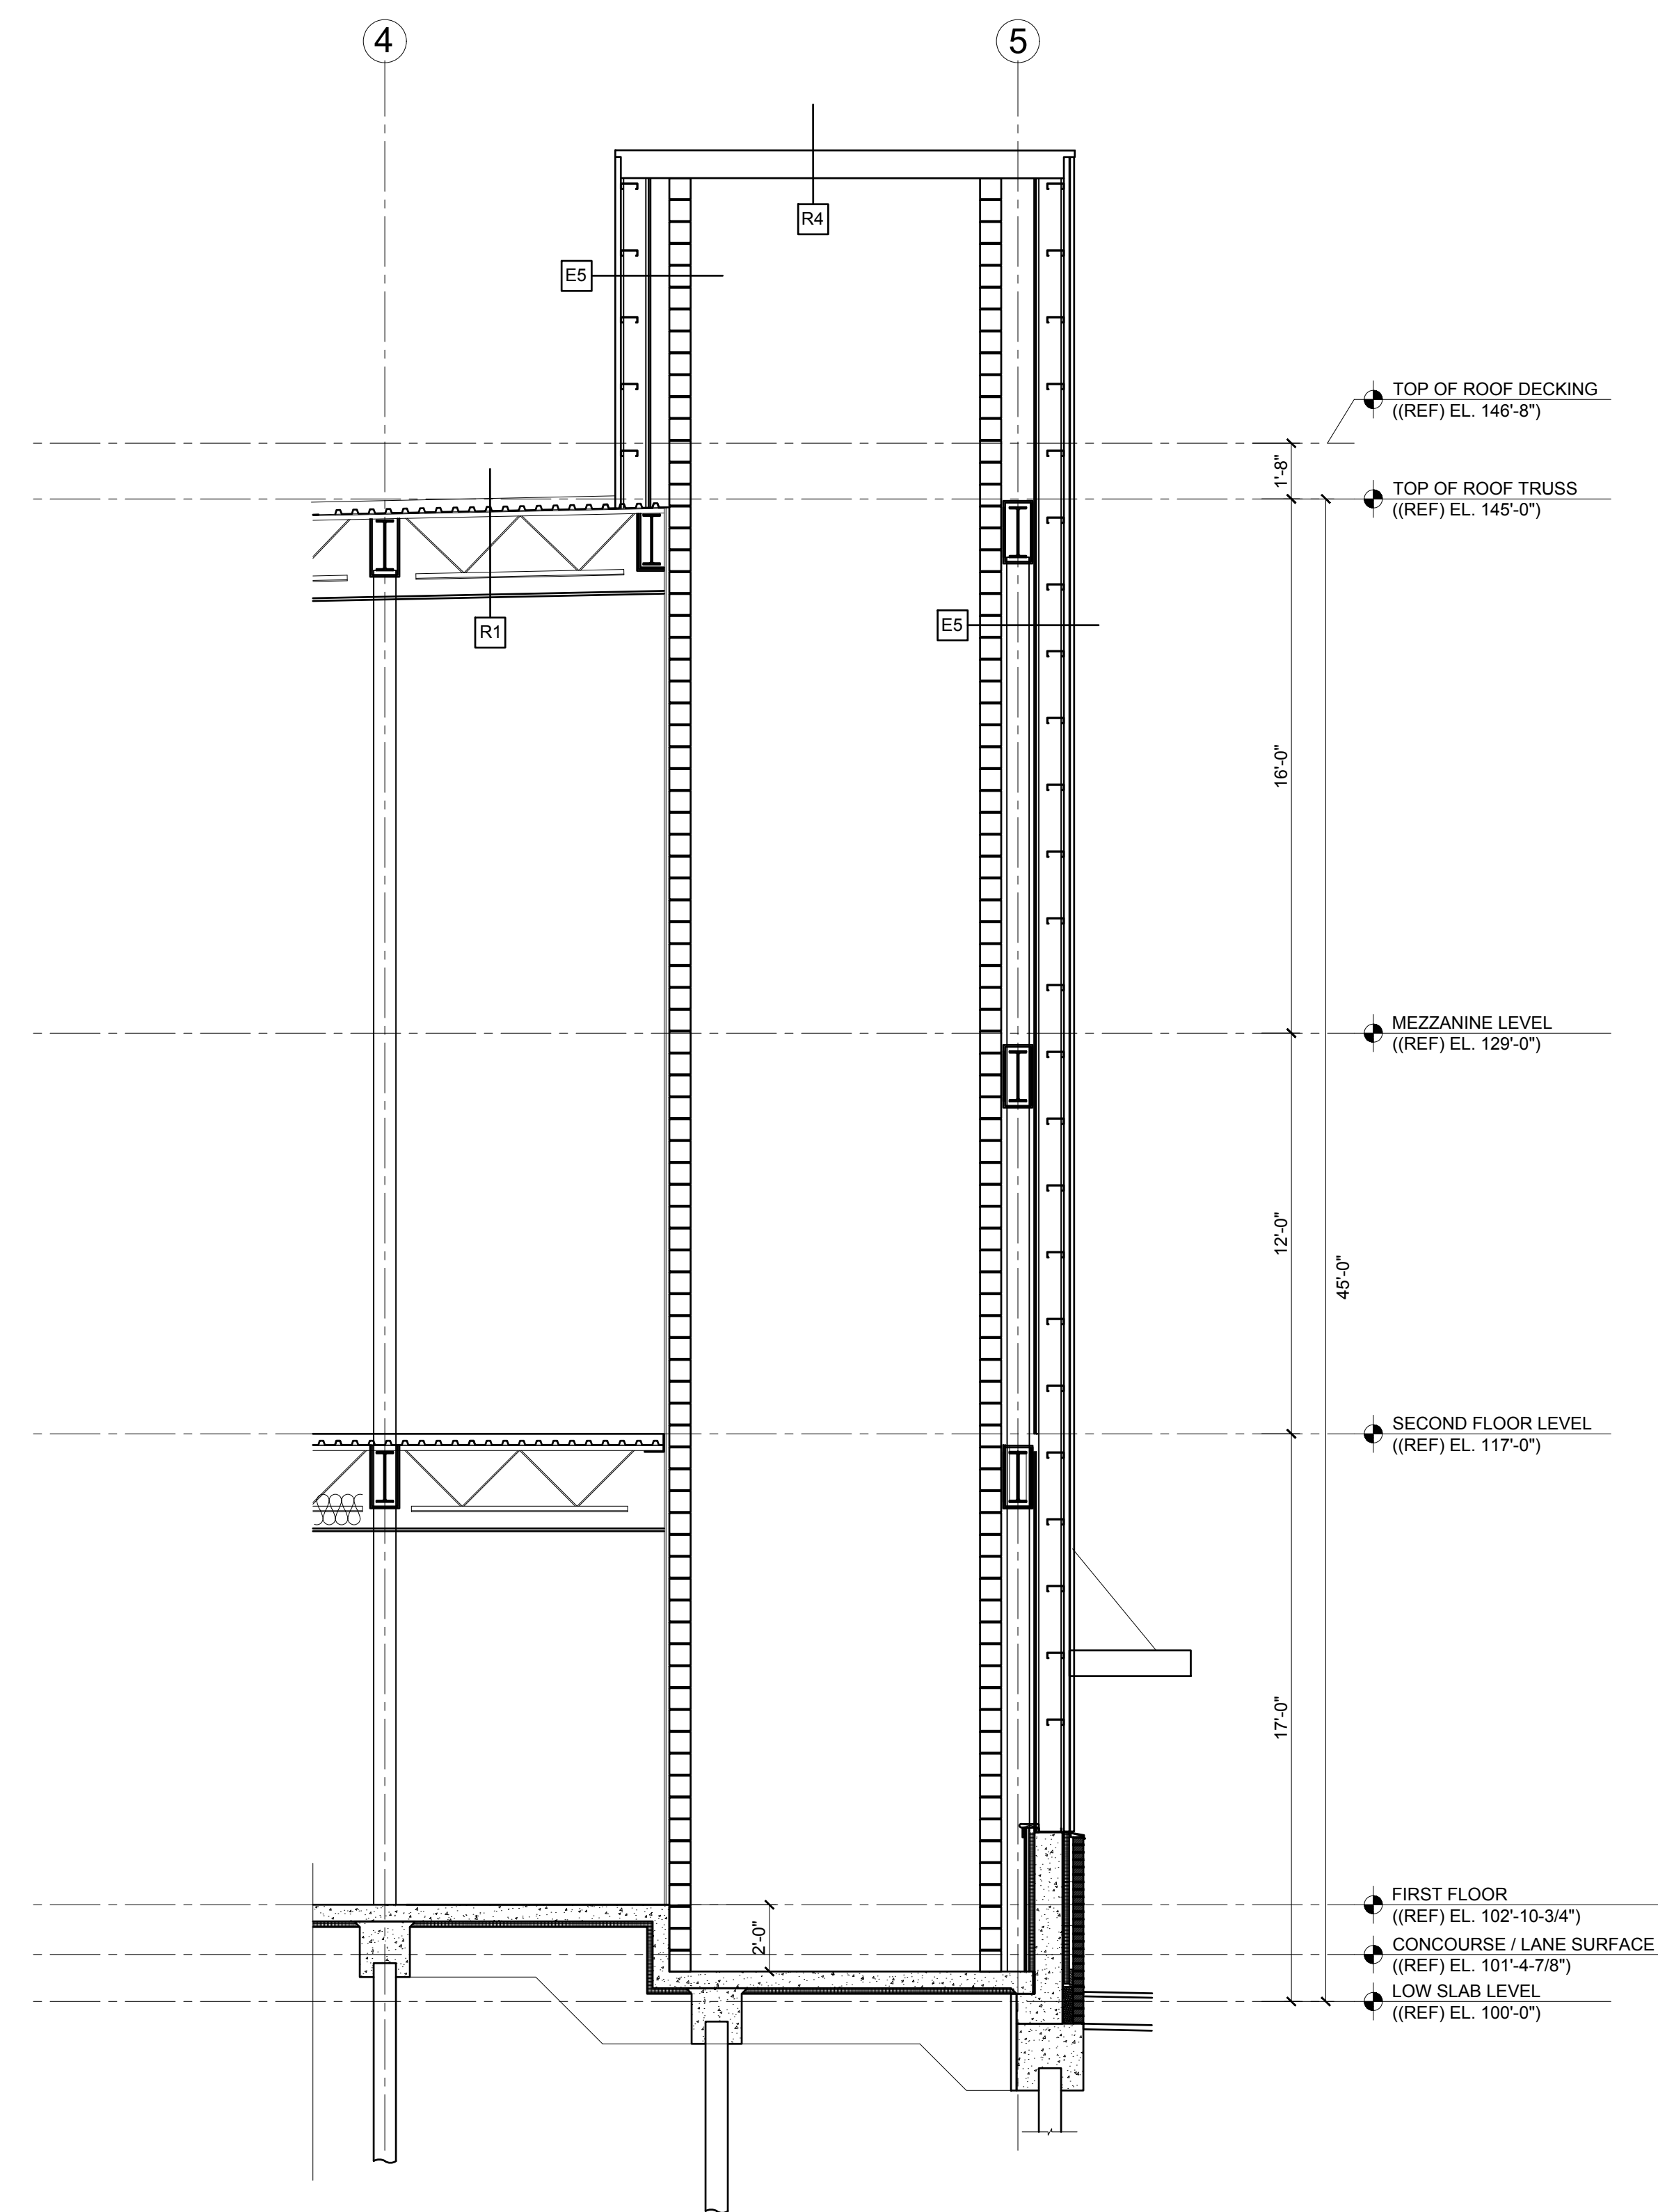 4
5
R4
E5
TOP OF ROOF DECKING
((REF) EL. 146'-8")
1'-8"
TOP OF ROOF TRUSS
((REF) EL. 145'-0")
R1
E5
16'-0"
MEZZANINE LEVEL
((REF) EL. 129'-0")
12'-0"
45'-0"
SECOND FLOOR LEVEL
((REF) EL. 117'-0")
17'-0"
FIRST FLOOR
((REF) EL. 102'-10-3/4")
2'-0"
CONCOURSE / LANE SURFACE
((REF) EL. 101'-4-7/8")
LOW SLAB LEVEL
((REF) EL. 100'-0")